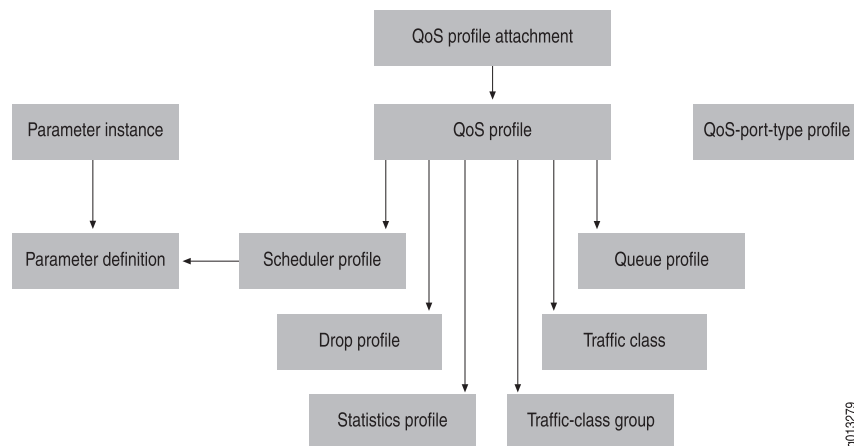 QoS profile attachment
Parameter instance
QoS profile
QoS-port-type profile
Parameter definition
Scheduler profile
Queue profile
Drop profile
Traffic class
Statistics profile
Traffic-class group
g013279